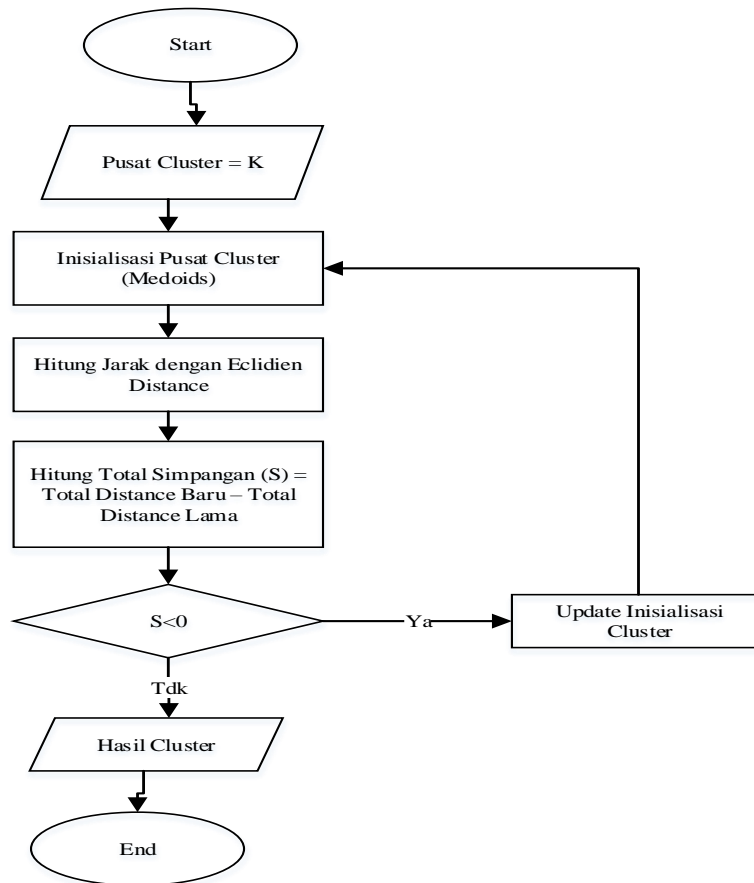 Start
Pusat Cluster = K
Inisialisasi Pusat Cluster
(Medoids)
Hitung Jarak dengan Eclidien
Distance
Hitung Total Simpangan (S) =
Total Distance Baru – Total
Distance Lama
S<0
Ya
Update Inisialisasi
Cluster
Tdk
Hasil Cluster
End